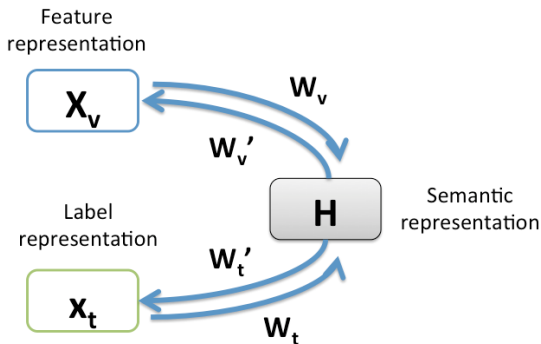 Feature
representation
Xv
Wv
Wv'
Label
representation
H
Semantic
representation
Wt'
xt
Wt